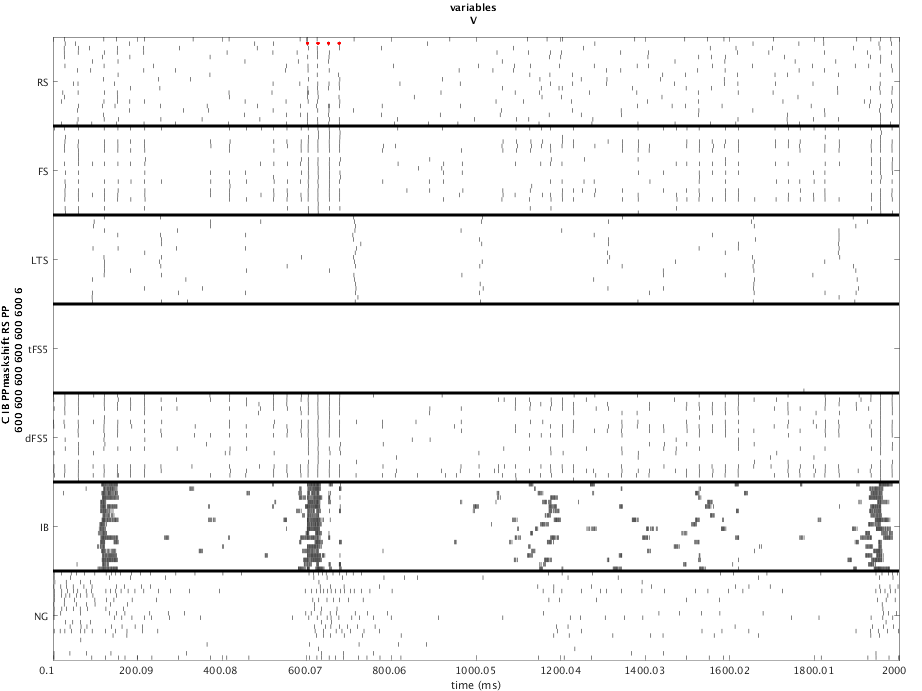 variables
V
C IB PPmaskshift RS PP
600 600 600 600 600 600 6
RS
FS
LTS
tFS5
dFS5
IB
NG
0.1 200.09 400.08 600.07 800.06 1000.05 1200.04 1400.03 1600.02 1800.01 2000
time (ms)